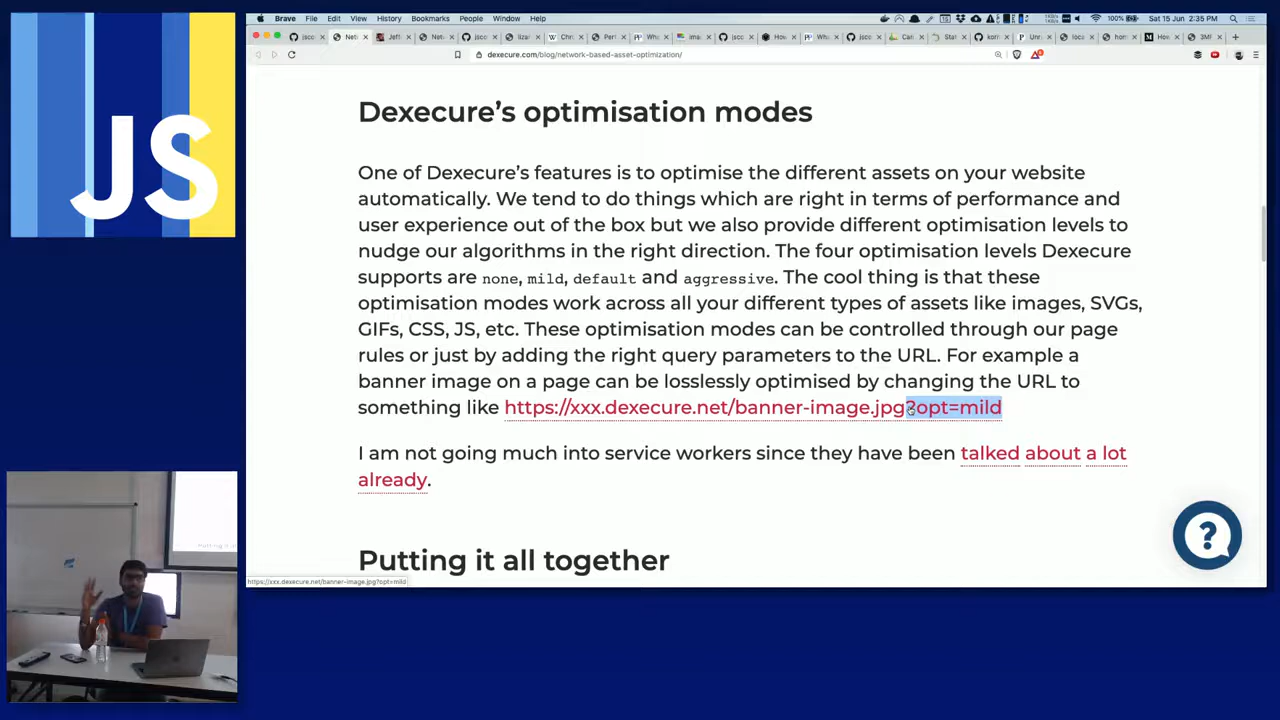 JS
Brave File Edit View History Bookmarks People Window Help
100% Sat 15 Jun 2:35 PM
dexecure.com/blog/network-based-asset-optimization/
Dexecure’s optimisation modes
One of Dexecure’s features is to optimise the different assets on your website
automatically. We tend to do things which are right in terms of performance and
user experience out of the box but we also provide different optimisation levels to
nudge our algorithms in the right direction. The four optimisation levels Dexecure
supports are none, mild, default and aggressive. The cool thing is that these
optimisation modes work across all your different types of assets like images, SVGs,
GIFs, CSS, JS, etc. These optimisation modes can be controlled through our page
rules or just by adding the right query parameters to the URL. For example a
banner image on a page can be losslessly optimised by changing the URL to
something like https://xxx.dexecure.net/banner-image.jpg?opt=mild
I am not going much into service workers since they have been talked about a lot
already.
Putting it all together
?
https://xxx.dexecure.net/banner-image.jpg?opt=mild